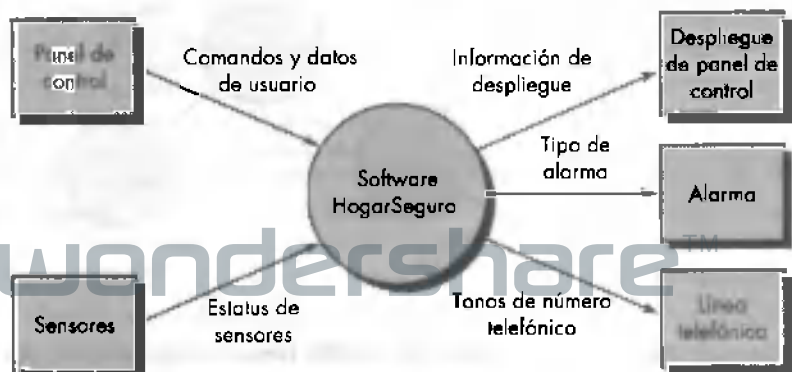 Panel de
control
Comandos y datos
de usuario
Información de
despliegue
Despliegue
de panel de
control
Software
HogarSeguro
Tipo de
alarma
Alarma
wondershare™
Sensores
Estatus de
sensores
Tonos de número
telefónico
Línea
telefónica